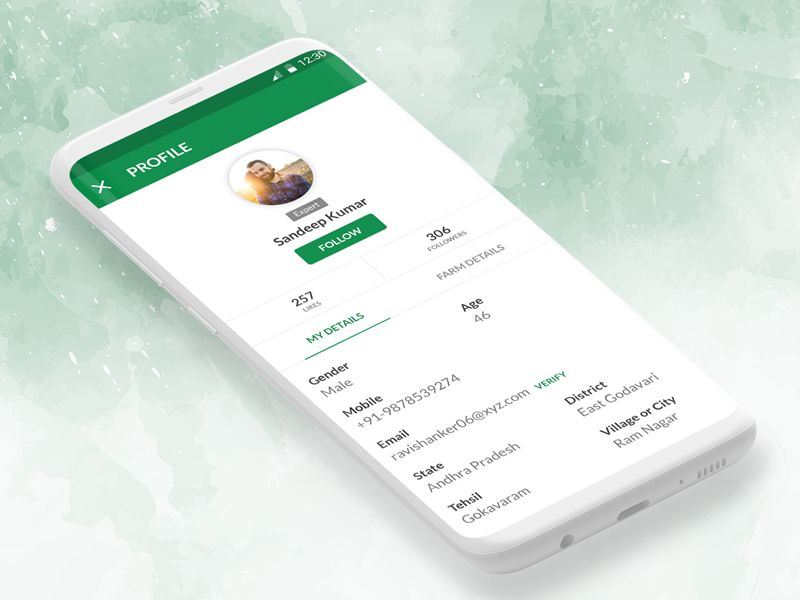 12:30
PROFILE
Expert
Sandeep Kumar
FOLLOW
257
LIKES
306
FOLLOWERS
MY DETAILS
FARM DETAILS
Gender
Male
Age
46
Mobile
+91-9878539274
Email
ravishanker06@xyz.com
VERIFY
State
Andhra Pradesh
District
East Godavari
Tehsil
Gokavaram
Village or City
Ram Nagar